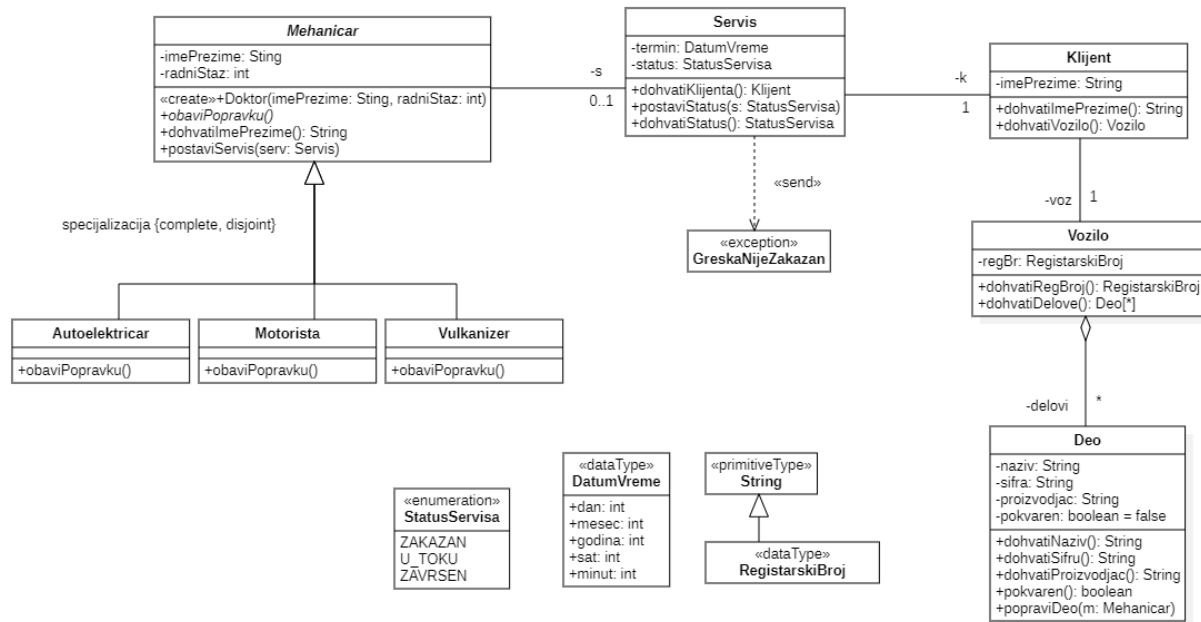 Mehanicar
-imePrezime: Sting
-radniStaz: int
«create»+Doktor(imePrezime: Sting, radniStaz: int)
+obaviPopravku()
+dohvatiImePrezime(): String
+postaviServis(serv: Servis)
-s
0..1
Servis
-termin: DatumVreme
-status: StatusServisa
+dohvatiKlijenta(): Klijent
+postaviStatus(s: StatusServisa)
+dohvatiStatus(): StatusServisa
-k
1
Klijent
-imePrezime: String
+dohvatiImePrezime(): String
+dohvatiVozilo(): Vozilo
«send»
«exception»
GreskaNijeZakazan
-voz
1
Vozilo
-regBr: RegistarskiBroj
+dohvatiRegBroj(): RegistarskiBroj
+dohvatiDelove(): Deo[*]
specijalizacija {complete, disjoint}
Autoelektricar
+obaviPopravku()
Motorista
+obaviPopravku()
Vulkanizer
+obaviPopravku()
-delovi
*
Deo
-naziv: String
-sifra: String
-proizvodjac: String
-pokvaren: boolean = false
+dohvatiNaziv(): String
+dohvatiSifru(): String
+dohvatiProizvodjac(): String
+pokvaren(): boolean
+popraviDeo(m: Mehanicar)
«enumeration»
StatusServisa
ZAKAZAN
U_TOKU
ZAVRSEN
«dataType»
DatumVreme
+dan: int
+mesec: int
+godina: int
+sat: int
+minut: int
«primitiveType»
String
«dataType»
RegistarskiBroj